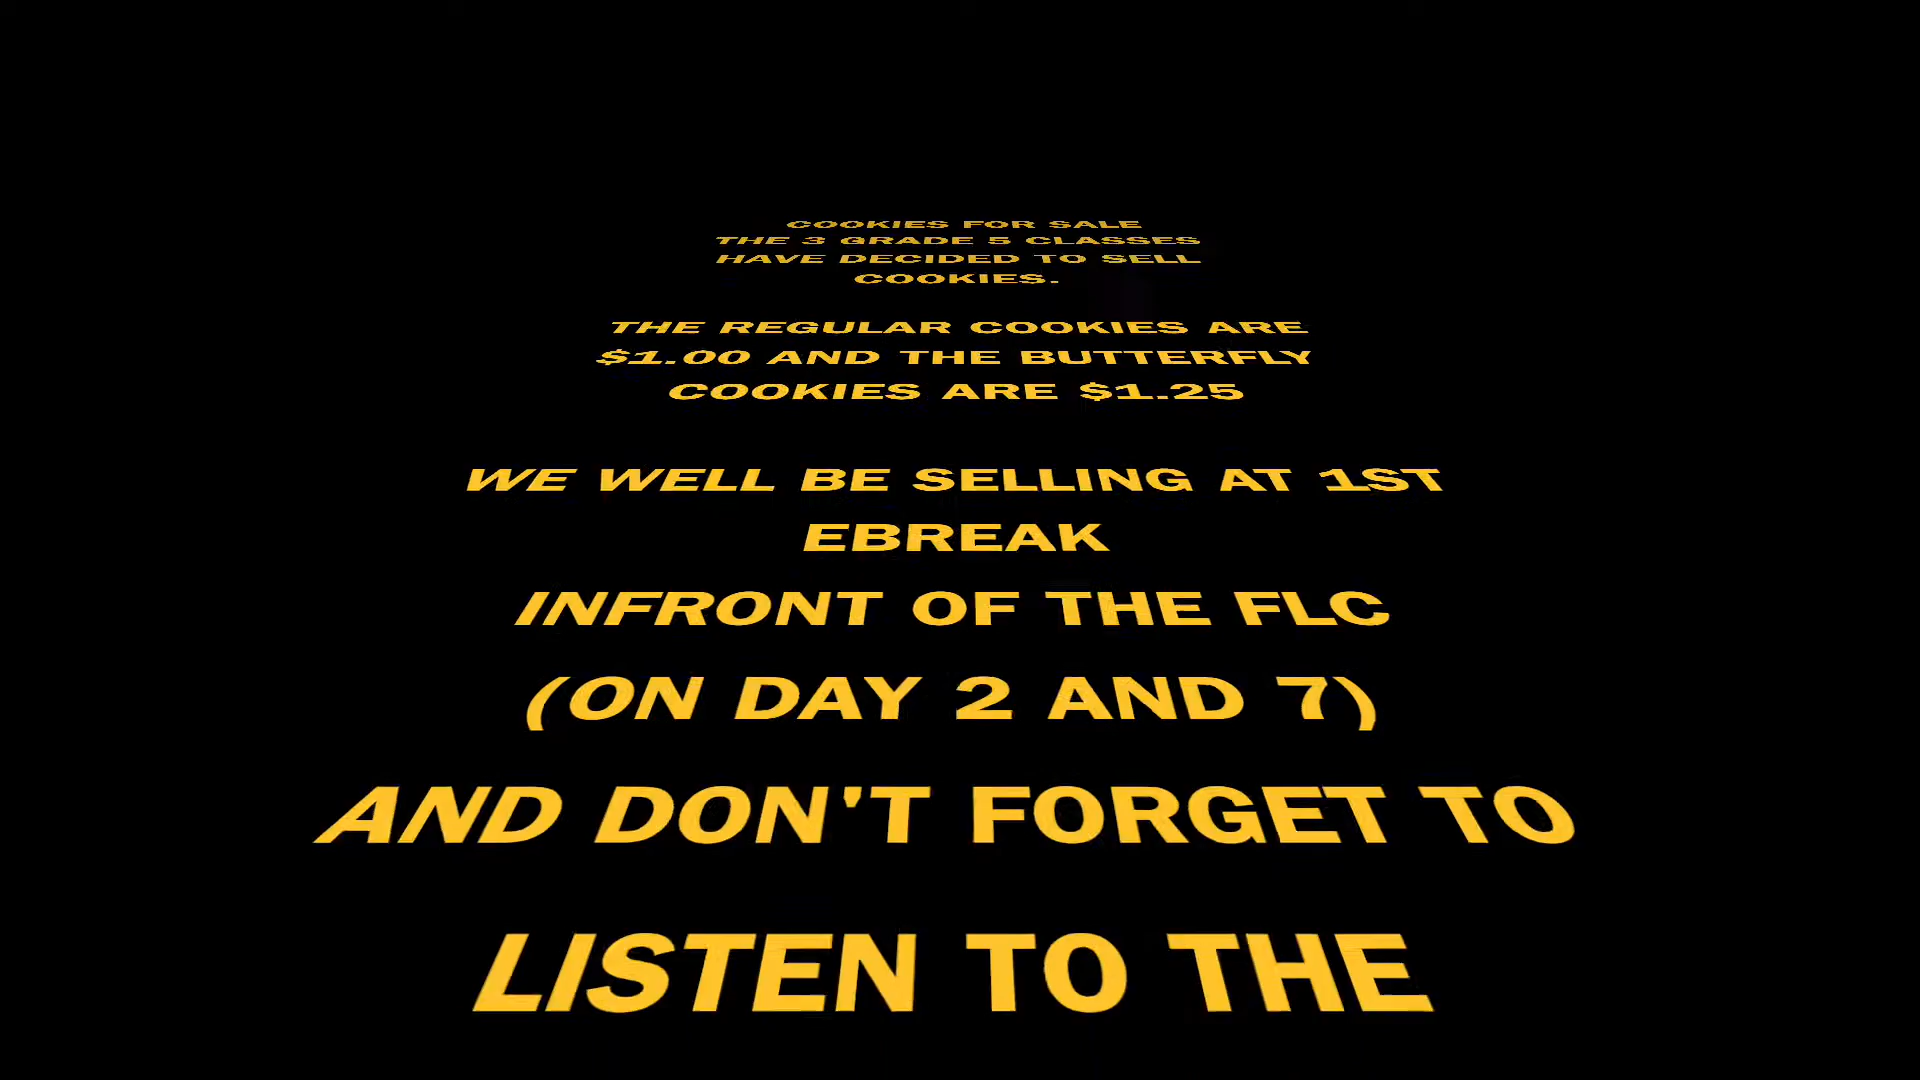 COOKIES FOR SALE
THE 3 GRADE 5 CLASSES
HAVE DECIDED TO SELL
COOKIES.
THE REGULAR COOKIES ARE
$1.00 AND THE BUTTERFLY
COOKIES ARE $1.25
WE WELL BE SELLING AT 1ST
EBREAK
INFRONT OF THE FLC
(ON DAY 2 AND 7)
AND DON'T FORGET TO
LISTEN TO THE